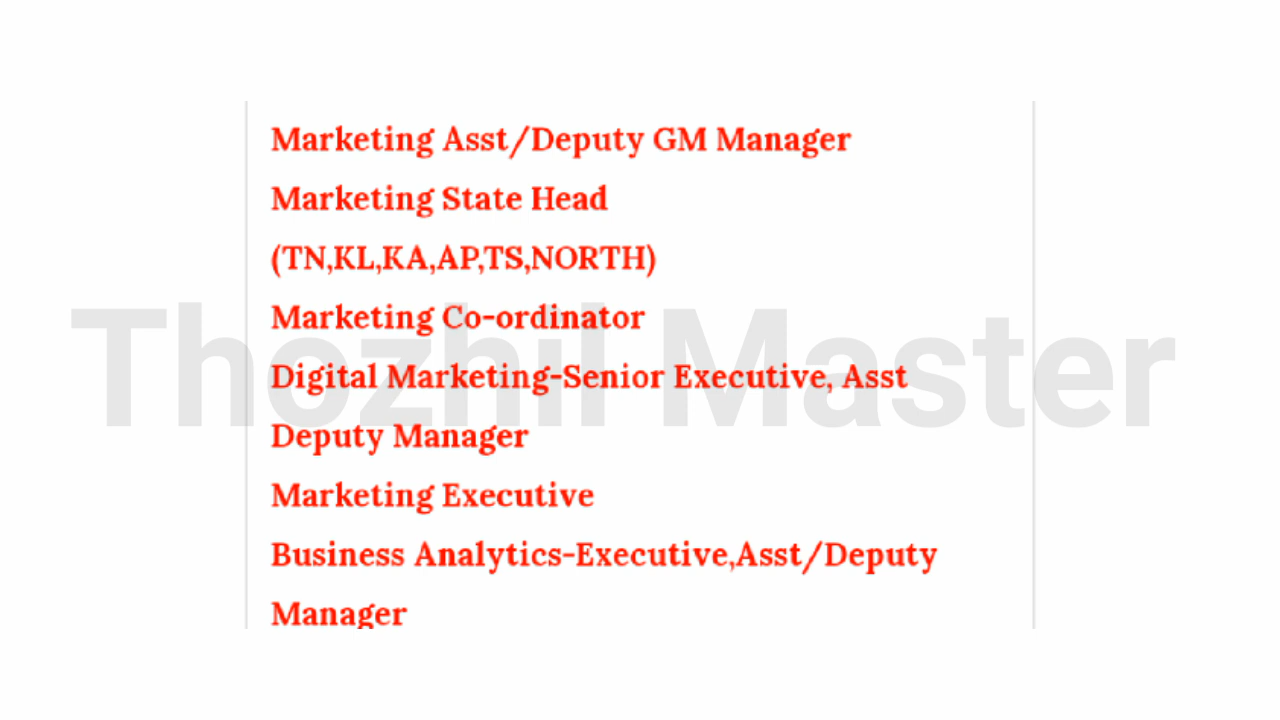 Marketing Asst/Deputy GM Manager
Marketing State Head
(TN,KL,KA,AP,TS,NORTH)
Marketing Co-ordinator
Thozhil Master
Digital Marketing-Senior Executive, Asst
Deputy Manager
Marketing Executive
Business Analytics-Executive,Asst/Deputy
Manager